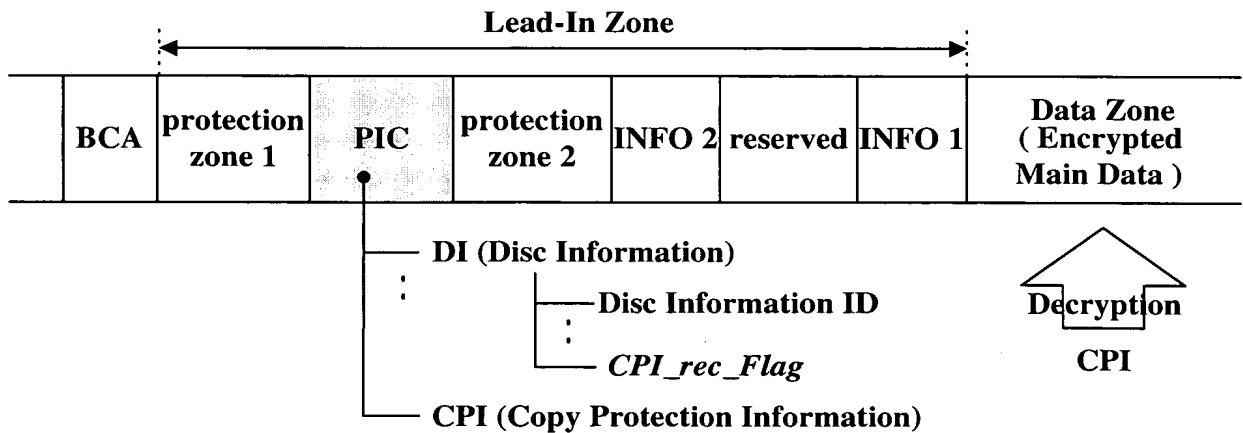 Lead-In Zone
BCA
protection
zone 1
PIC
protection
zone 2
INFO 2
reserved
INFO 1
Data Zone
( Encrypted
Main Data )
DI (Disc Information)
Disc Information ID
CPI_rec_Flag
CPI (Copy Protection Information)
Decryption
CPI